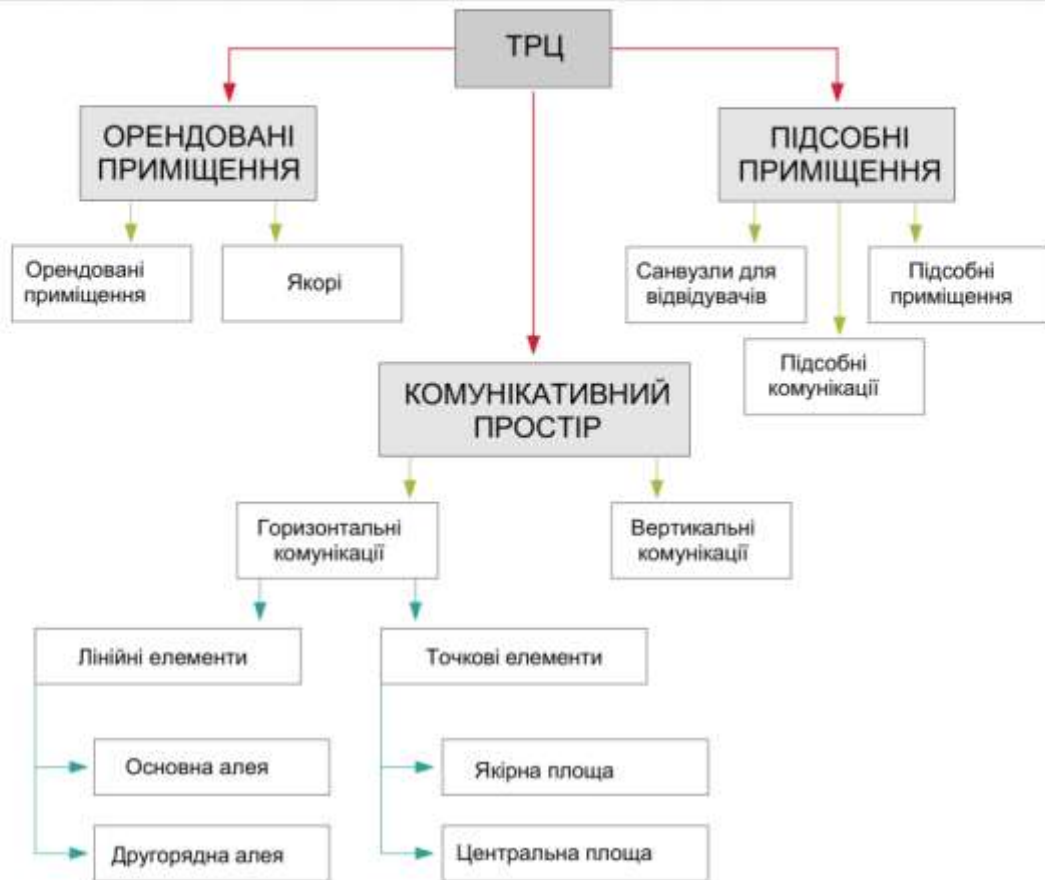 ТРЦ
ОРЕНДОВАНІ
ПРИМІЩЕННЯ
ПІДСОБНІ
ПРИМІЩЕННЯ
Орендовані
приміщення
Якорі
Санвузли для
відвідувачів
Підсобні
приміщення
Підсобні
комунікації
КОМУНІКАТИВНИЙ
ПРОСТІР
Горизонтальні
комунікації
Вертикальні
комунікації
Лінійні елементи
Точкові елементи
Основна алея
Якірна площа
Другорядна алея
Центральна площа